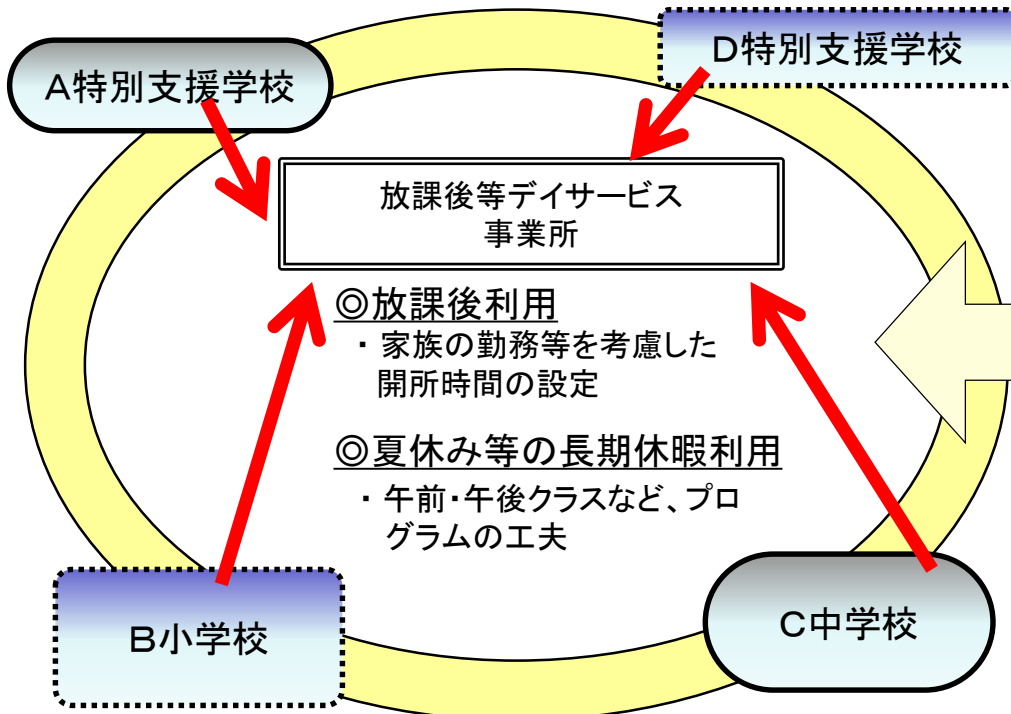 A特別支援学校
D特別支援学校
放課後等デイサービス
事業所
◎放課後利用
・ 家族の勤務等を考慮した
開所時間の設定
◎夏休み等の長期休暇利用
・ 午前・午後クラスなど、プロ
グラムの工夫
B小学校
C中学校